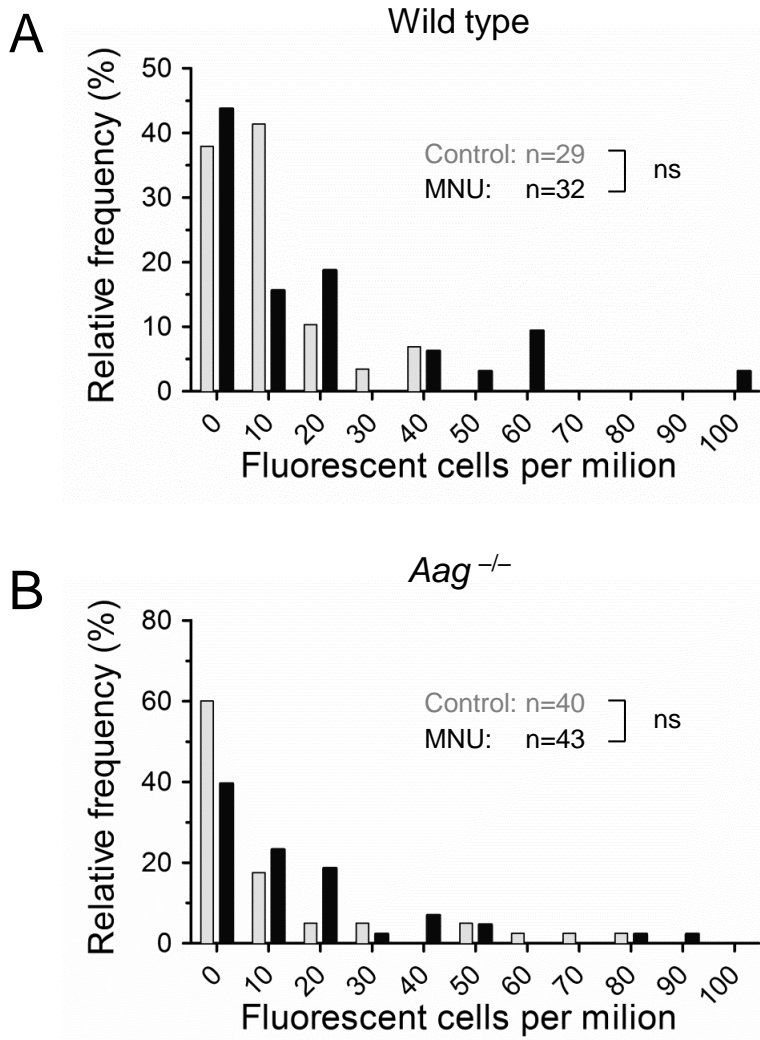 A
Wild type
Relative frequency (%)
50
40
30
20
10
0
Control: n=29
MNU: n=32
ns
0 10 20 30 40 50 60 70 80 90 100
Fluorescent cells per milion
B
Aag –/–
Relative frequency (%)
80
60
40
20
0
Control: n=40
MNU: n=43
ns
0 10 20 30 40 50 60 70 80 90 100
Fluorescent cells per milion